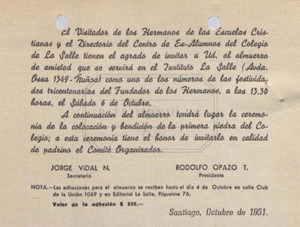 El Visitador de los Hermanos de las Escuelas Cris-
tianas y el Directorio del Centro de Ex-Alumnos del Colegio
de La Salle tienen el agrado de invitar a Ud. al almuerzo
de amistad que se servirá en el Instituto La Salle (Avda.
Ossa 1349 - Ñuñoa) como uno de los números de las festivida-
des tricentenarias del Fundador de los Hermanos, a las 13.30
horas, el Sábado 6 de Octubre.
A continuación del almuerzo tendrá lugar la ceremo-
nia de la colocación y bendición de la primera piedra del Co-
legio; a esta ceremonia tiene el honor de invitarlo en calidad
de padrino el Comité Organizador.
JORGE VIDAL N. RODOLFO OPAZO T.
Secretario Presidente
NOTA.—Las adhesiones para el almuerzo se reciben hasta el día 4 de Octubre en calle Club
de la Unión 1069 y en Editorial La Salle, Riquelme 76.
Valor de la adhesión $ 250.—
Santiago, Octubre de 1951.